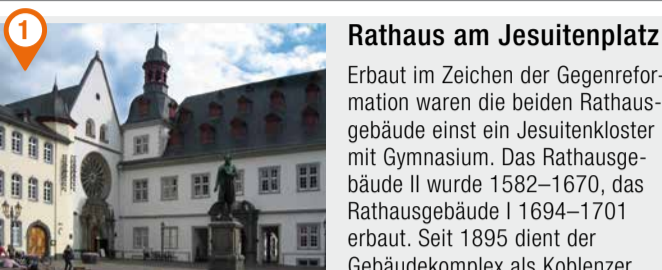 1
Rathaus am Jesuitenplatz
Erbaut im Zeichen der Gegenrefor-
mation waren die beiden Rathaus-
gebäude einst ein Jesuitenkloster
mit Gymnasium. Das Rathausge-
bäude II wurde 1582–1670, das
Rathausgebäude I 1694–1701
erbaut. Seit 1895 dient der
Gebäudekomplex als Koblenzer